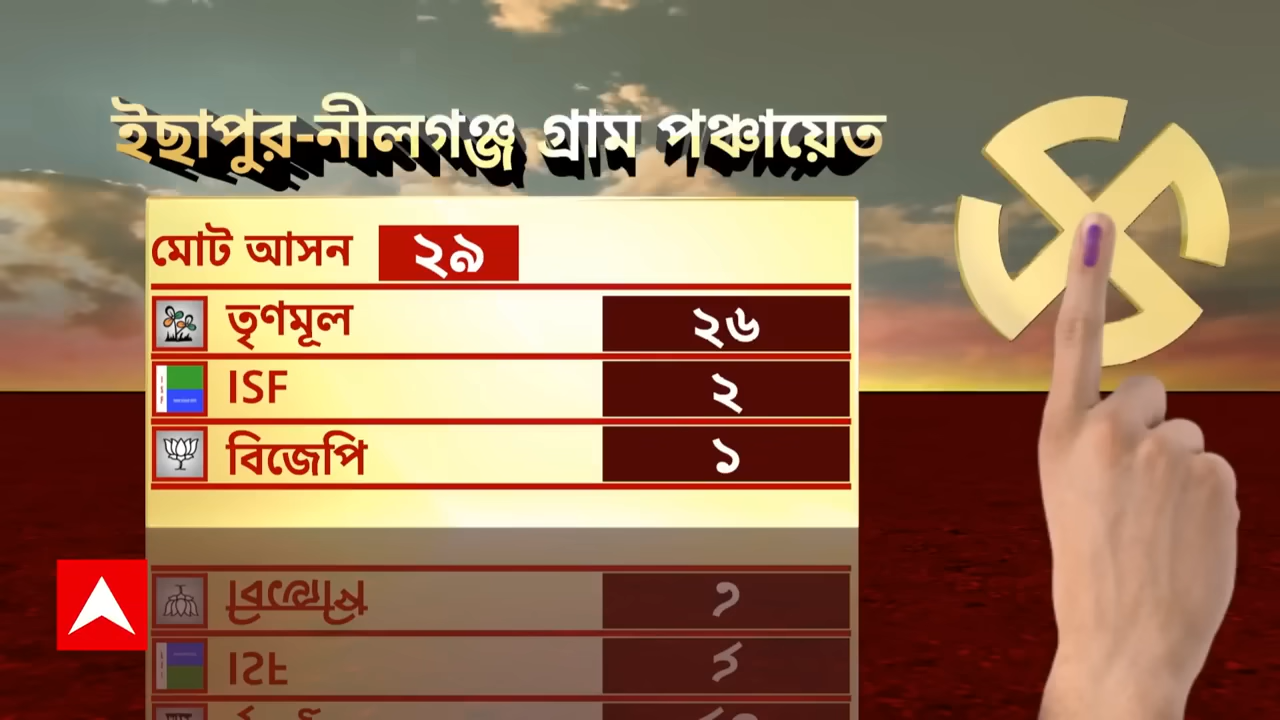 ইছাপুর-নীলগঞ্জ গ্রাম পঞ্চায়েত
মোট আসন ২৯
তৃণমূল ২৬
ISF ২
বিজেপি ১